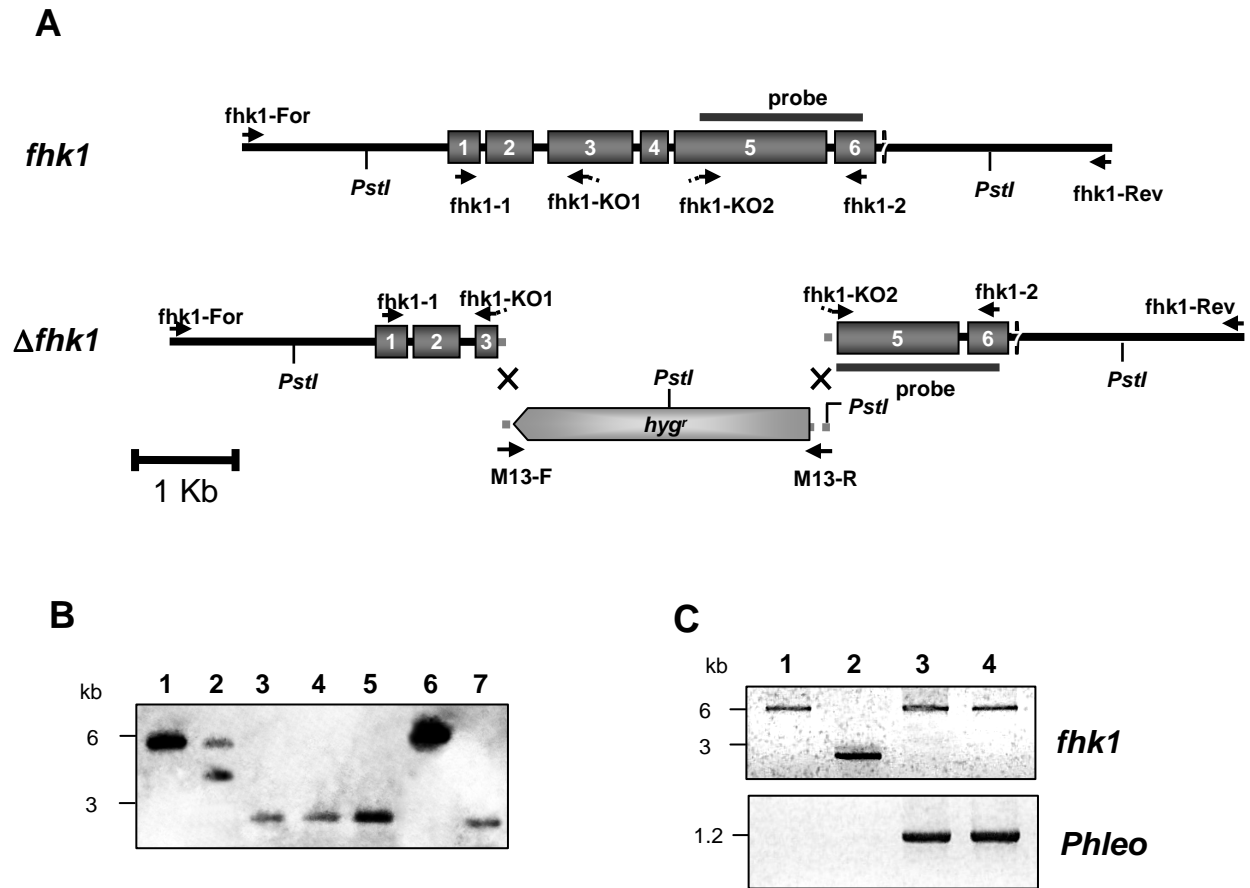 A
probe
fhk1-For
fhk1
1 2 3 4 5 6
PstI
PstI
fhk1-1
fhk1-KO1
fhk1-KO2
fhk1-2
fhk1-Rev
fhk1-1
fhk1-KO1
fhk1-KO2
fhk1-2
fhk1-For
fhk1-Rev
Δfhk1
1 2 3
5 6
PstI
PstI
PstI
probe
PstI
hygʳ
M13-F
M13-R
1 Kb
B
kb
1 2 3 4 5 6 7
6
3
C
kb
1 2 3 4
6
3
fhk1
1.2
Phleo